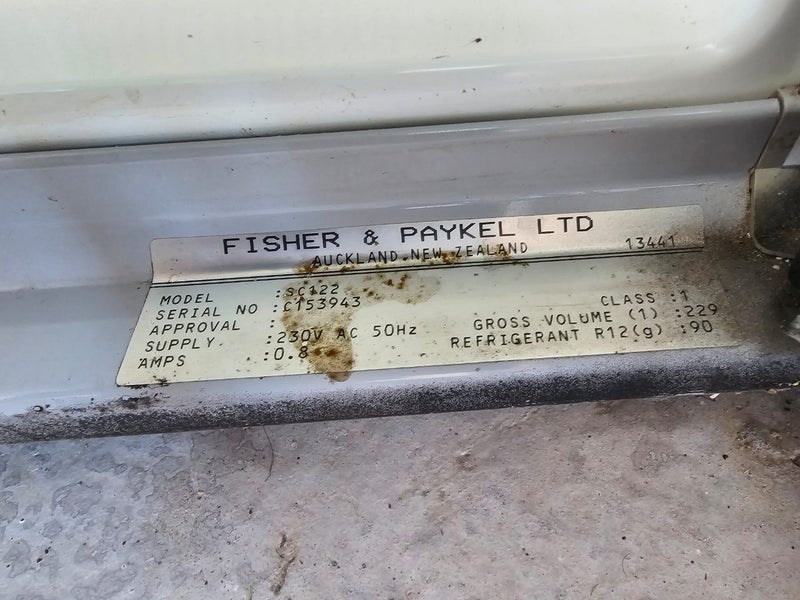 FISHER & PAYKEL LTD
AUCKLAND NEW ZEALAND 13441
MODEL :SC122
SERIAL NO :C153943 CLASS :1
APPROVAL : GROSS VOLUME (1) :229
SUPPLY :230V AC 50Hz REFRIGERANT R12(g) :90
AMPS :0.8